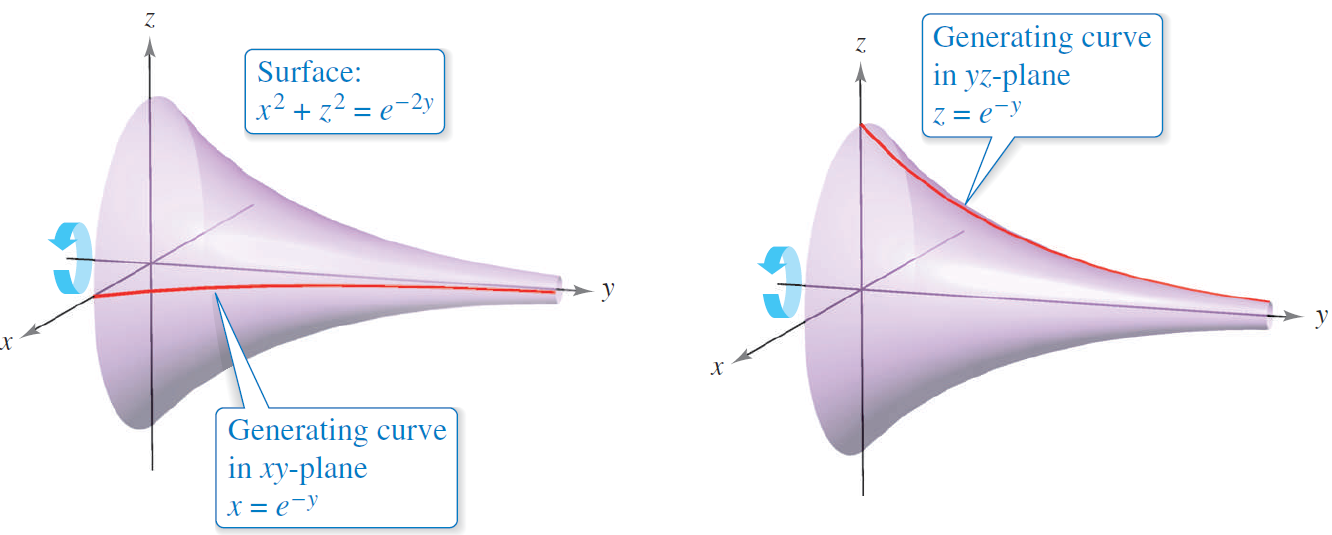 z
Surface:
x² + z² = e⁻²ʸ
y
x
Generating curve
in xy-plane
x = e⁻ʸ
z
Generating curve
in yz-plane
z = e⁻ʸ
y
x